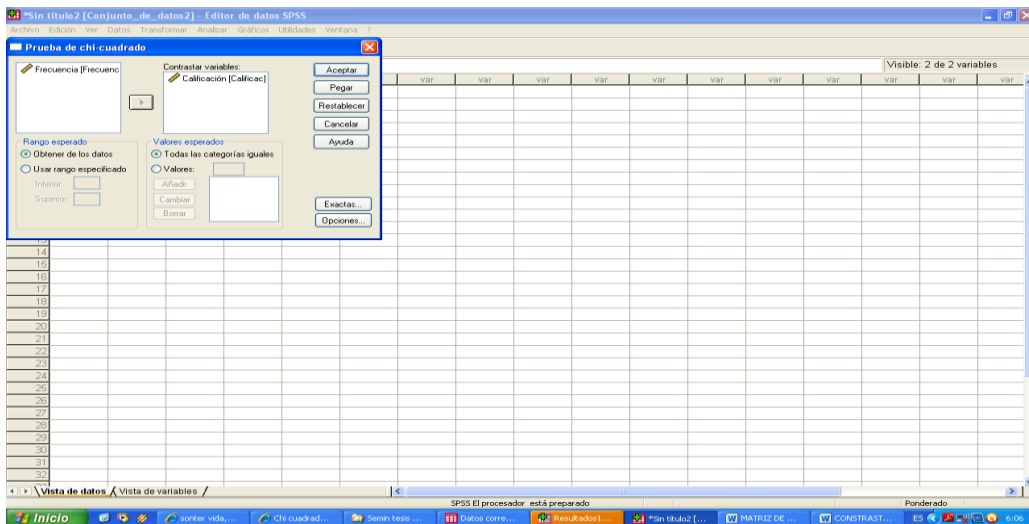 *Sin título2 [Conjunto_de_datos2] - Editor de datos SPSS
Archivo Edición Ver Datos Transformar Analizar Gráficos Utilidades Ventana ?
Prueba de chi-cuadrado
Visible: 2 de 2 variables
Frecuencia [Frecuenc
Contrastar variables:
Calificación [Calificac]
Aceptar
Pegar
Restablecer
Cancelar
Ayuda
var var var var var var var var var var var
Rango esperado
Obtener de los datos
Usar rango especificado
Inferior:
Superior:
Valores esperados
Todas las categorías iguales
Valores:
Añadir
Cambiar
Borrar
Exactas...
Opciones...
14
15
16
17
18
19
20
21
22
23
24
25
26
27
28
29
30
31
32
Vista de datos Vista de variables
SPSS El procesador está preparado Ponderado
Inicio sonter vida,... Chi cuadrad... Semin tesis ... Datos corre... Resultados1... *Sin título2 [... MATRIZ DE ... CONSTRAST... ES 6:06